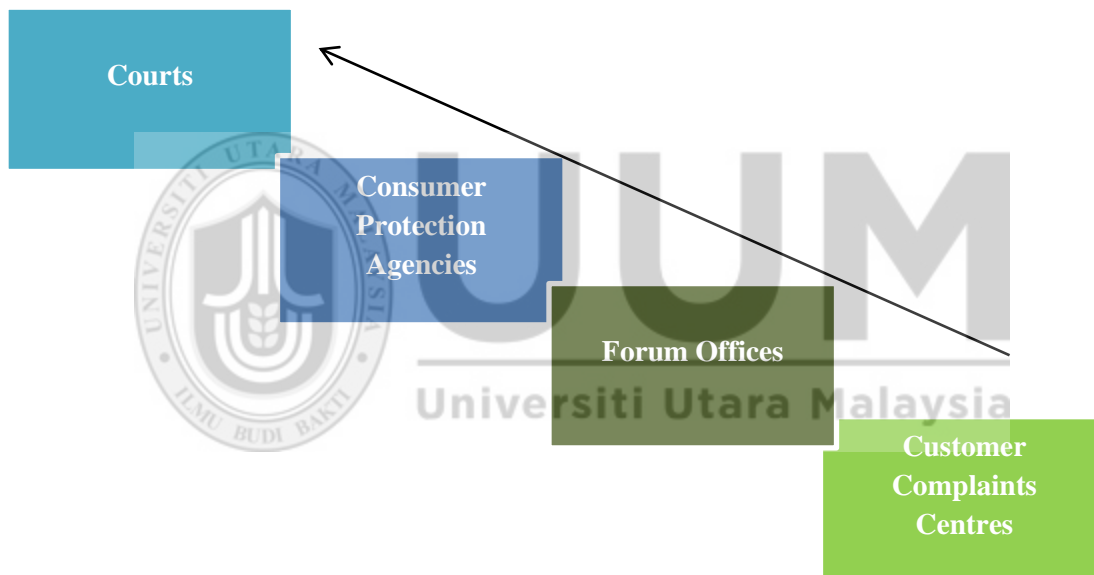 Courts
Consumer
Protection
Agencies
Forum Offices
Customer
Complaints
Centres
UUM
Universiti Utara Malaysia
UNIVERSITI UTARA MALAYSIA
ILMU BUDI BAKTI